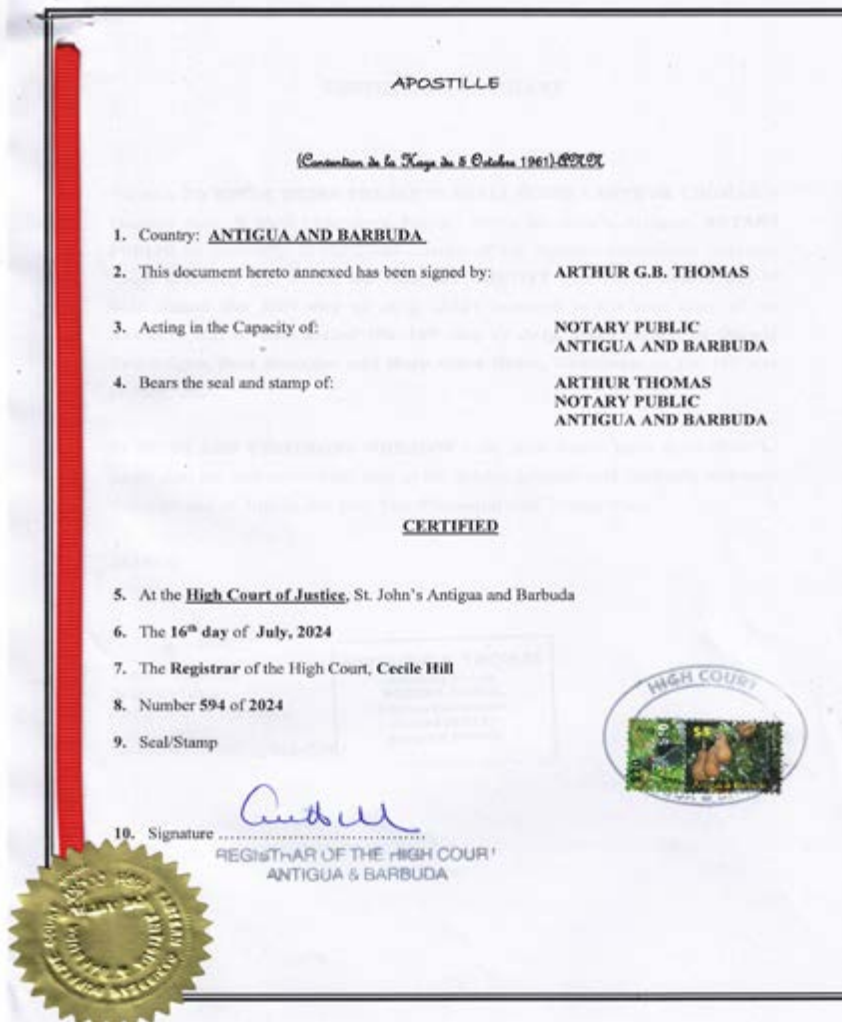 APOSTILLE
(Convention de la Haye du 5 Octobre 1961)-ANN
1. Country: ANTIGUA AND BARBUDA
2. This document hereto annexed has been signed by: ARTHUR G.B. THOMAS
3. Acting in the Capacity of: NOTARY PUBLIC
ANTIGUA AND BARBUDA
4. Bears the seal and stamp of: ARTHUR THOMAS
NOTARY PUBLIC
ANTIGUA AND BARBUDA
CERTIFIED
5. At the High Court of Justice, St. John's Antigua and Barbuda
6. The 16th day of July, 2024
7. The Registrar of the High Court, Cecile Hill
8. Number 594 of 2024
9. Seal/Stamp
HIGH COURT
10. Signature
REGISTRAR OF THE HIGH COURT
ANTIGUA & BARBUDA